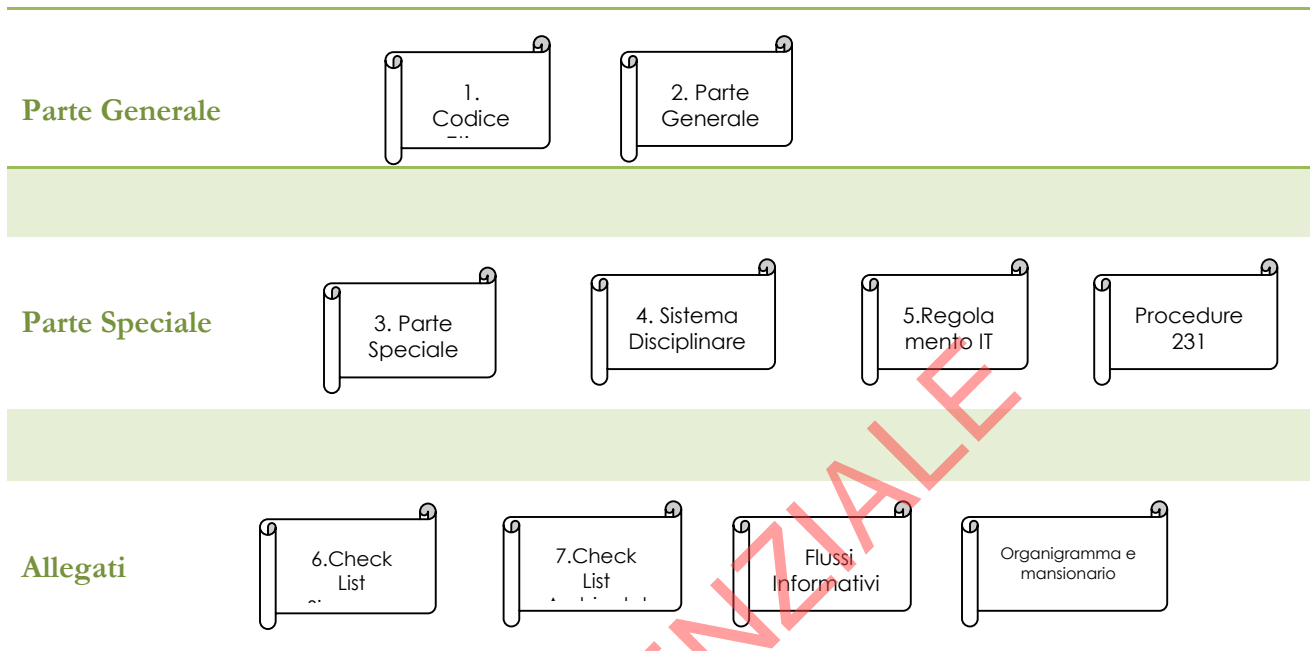 Parte Generale
1.
Codice
2. Parte
Generale
Parte Speciale
3. Parte
Speciale
4. Sistema
Disciplinare
5.Regola
mento IT
Procedure
231
Allegati
6.Check
List
7.Check
List
Flussi
Informativi
Organigramma e
mansionario
ENZIALE